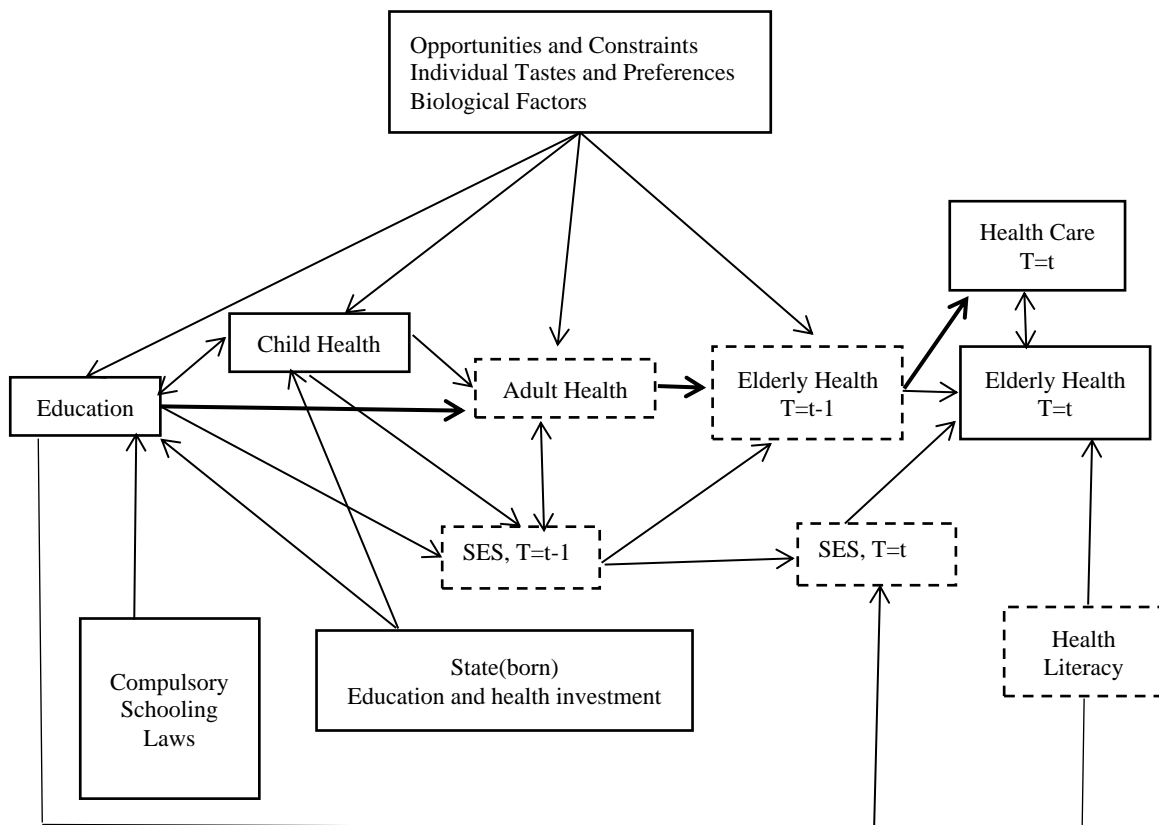 Opportunities and Constraints
Individual Tastes and Preferences
Biological Factors
Health Care
T=t
Child Health
Education
Adult Health
Elderly Health
T=t-1
Elderly Health
T=t
SES, T=t-1
SES, T=t
Compulsory
Schooling
Laws
State(born)
Education and health investment
Health
Literacy